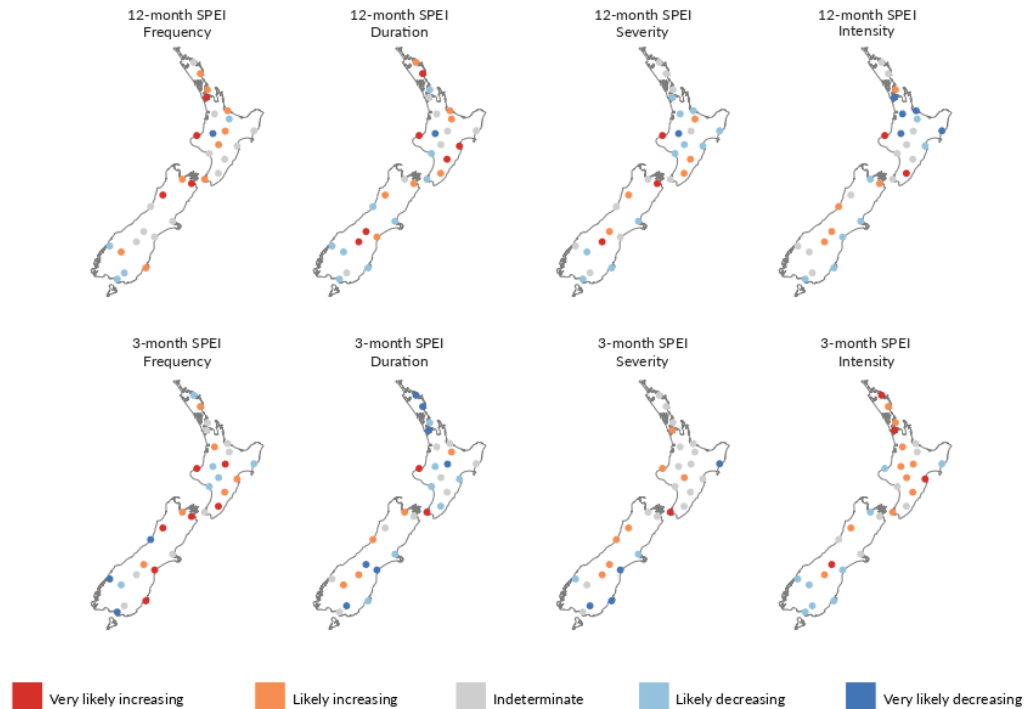 12-month SPEI
Frequency
12-month SPEI
Duration
12-month SPEI
Severity
12-month SPEI
Intensity
3-month SPEI
Frequency
3-month SPEI
Duration
3-month SPEI
Severity
3-month SPEI
Intensity
Very likely increasing
Likely increasing
Indeterminate
Likely decreasing
Very likely decreasing